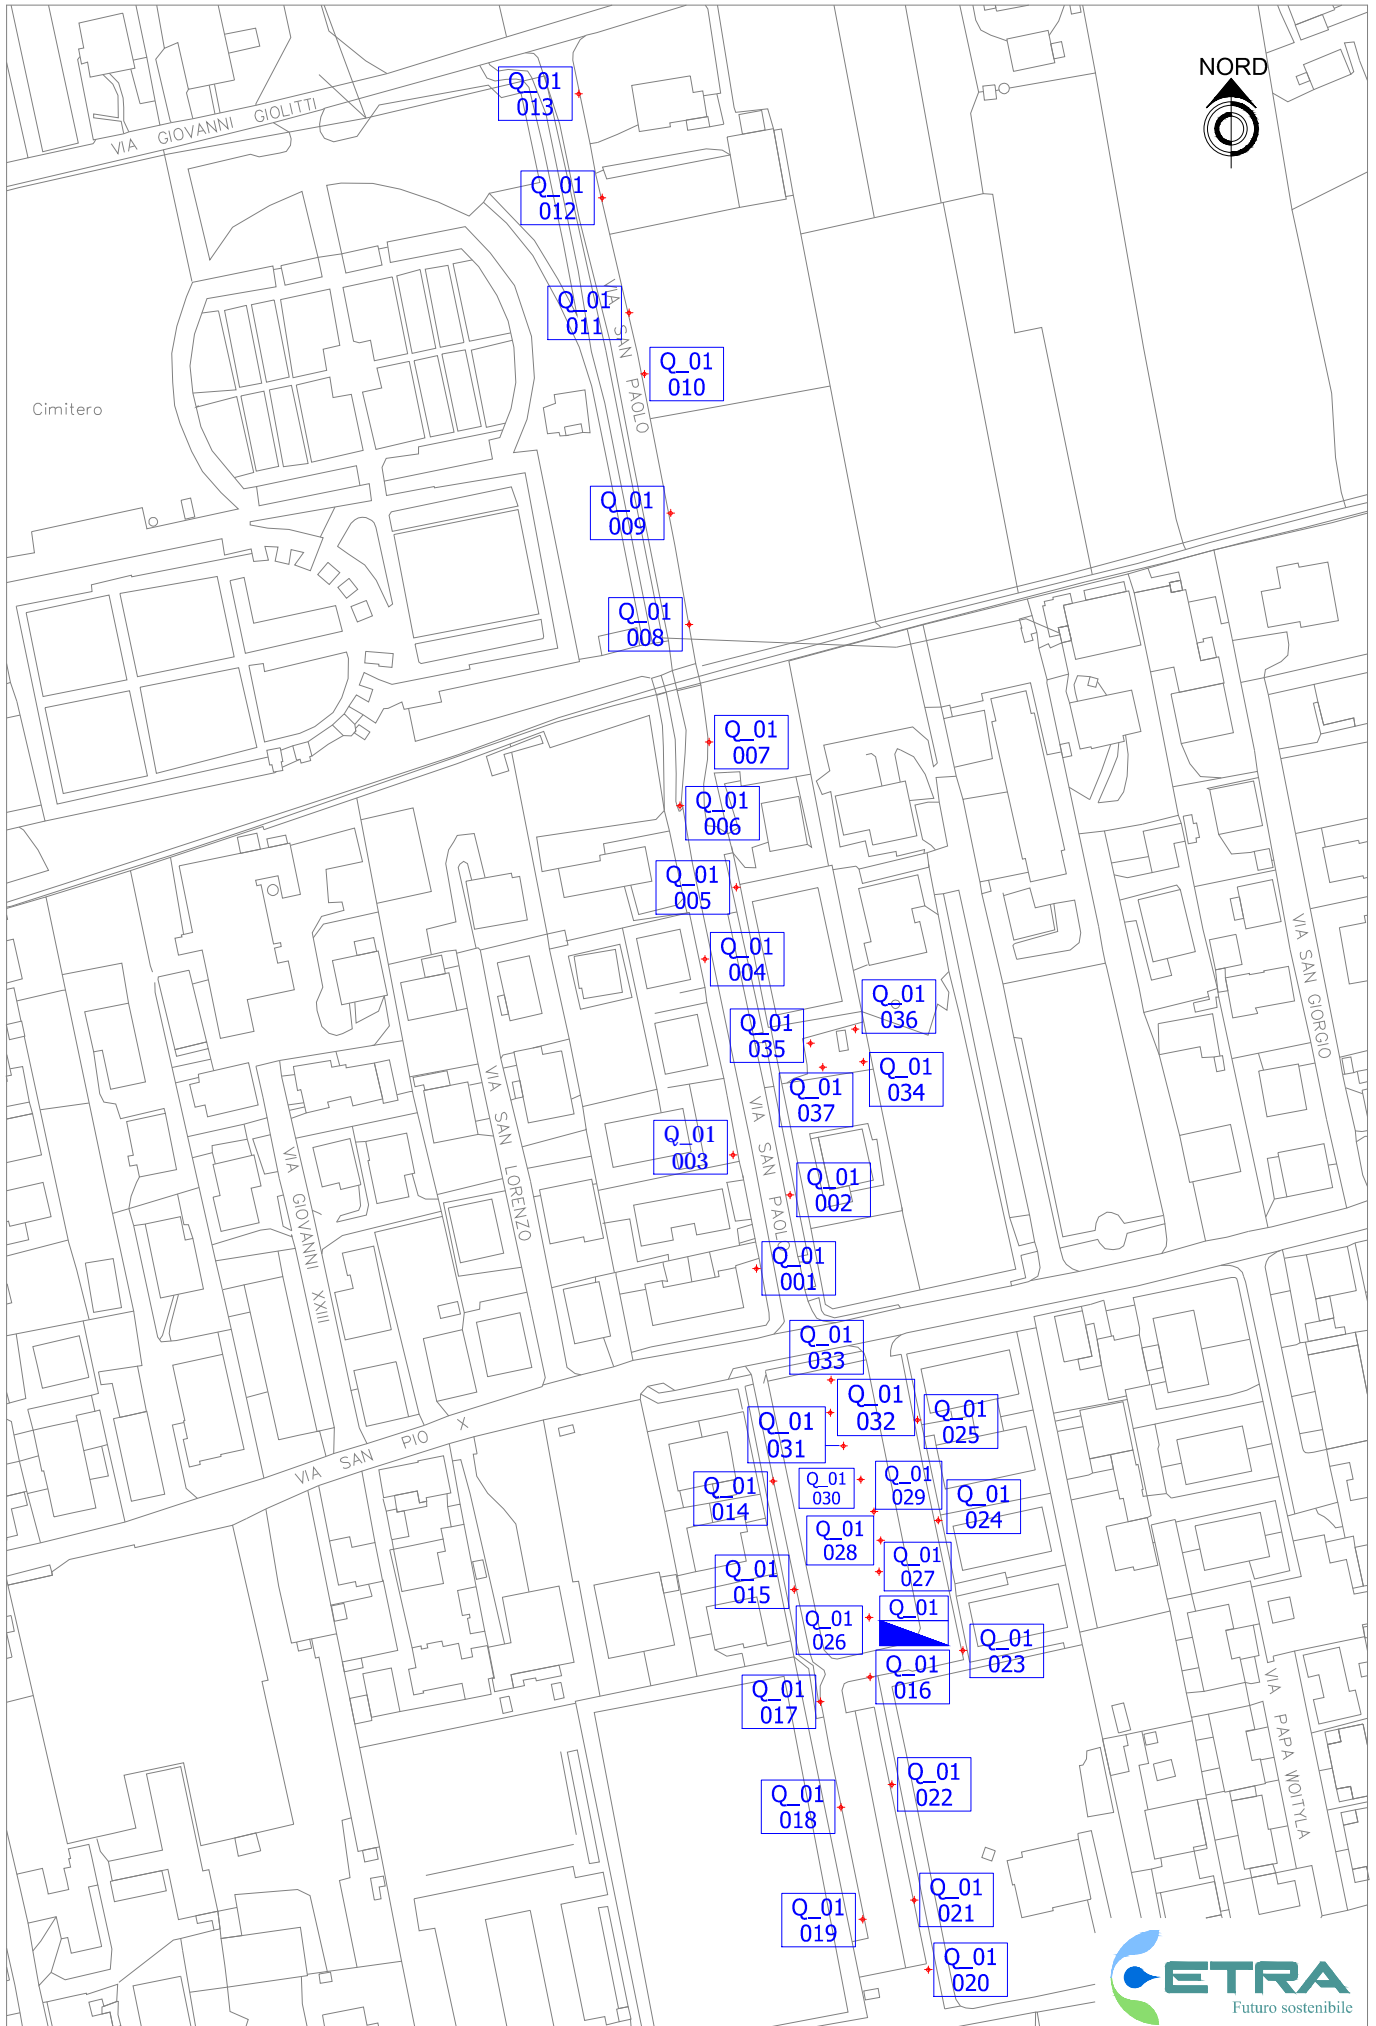 NORD
Q_01
013
VIA GIOVANNI GIOLITTI
Q_01
012
Q_01
011
VIA SAN PAOLO
Q_01
010
Cimitero
Q_01
009
Q_01
008
Q_01
007
Q_01
006
Q_01
005
Q_01
004
VIA SAN GIORGIO
Q_01
036
Q_01
035
Q_01
034
Q_01
037
VIA SAN LORENZO
VIA SAN PAOLO
Q_01
003
VIA GIOVANNI XXIII
Q_01
002
Q_01
001
Q_01
033
Q_01
032
Q_01
025
Q_01
031
VIA SAN PIO X
Q_01
014
Q_01
030
Q_01
029
Q_01
024
Q_01
028
Q_01
027
Q_01
015
Q_01
026
Q_01
Q_01
023
Q_01
016
Q_01
017
VIA PAPA WOITYLA
Q_01
022
Q_01
018
Q_01
021
Q_01
019
Q_01
020
ETRA
Futuro sostenibile